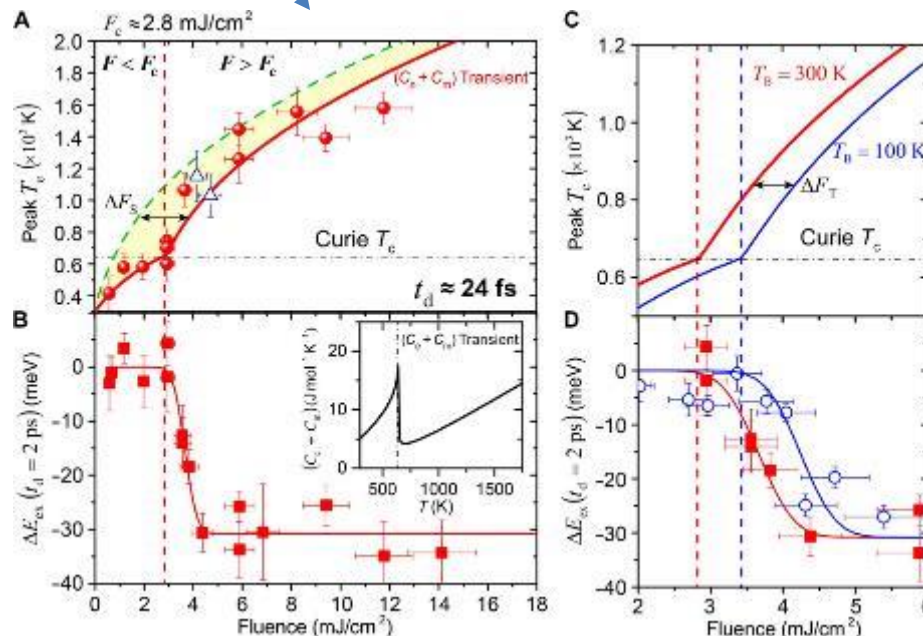 A
F_c ≈ 2.8 mJ/cm²
F < F_c
F > F_c
(C_e + C_m) Transient
ΔF_S
Curie T_c
t_d ≈ 24 fs
Peak T_e (×10³ K)
2.0
1.8
1.6
1.4
1.2
1.0
0.8
0.6
0.4
B
(C_e + C_m) Transient
(C_e + C_m) (J mol⁻¹ K⁻¹)
20
15
10
5
0
500
1000
1750
T (K)
ΔE_ex (t_d = 2 ps) (meV)
0
−10
−20
−30
−40
0
2
4
6
8
10
12
14
16
18
Fluence (mJ/cm²)
C
T_B = 300 K
T_B = 100 K
ΔF_T
Curie T_c
Peak T_e (×10³ K)
1.2
1.0
0.8
0.6
D
ΔE_ex (t_d = 2 ps) (meV)
0
−10
−20
−30
−40
2
3
4
5
6
Fluence (mJ/cm²)